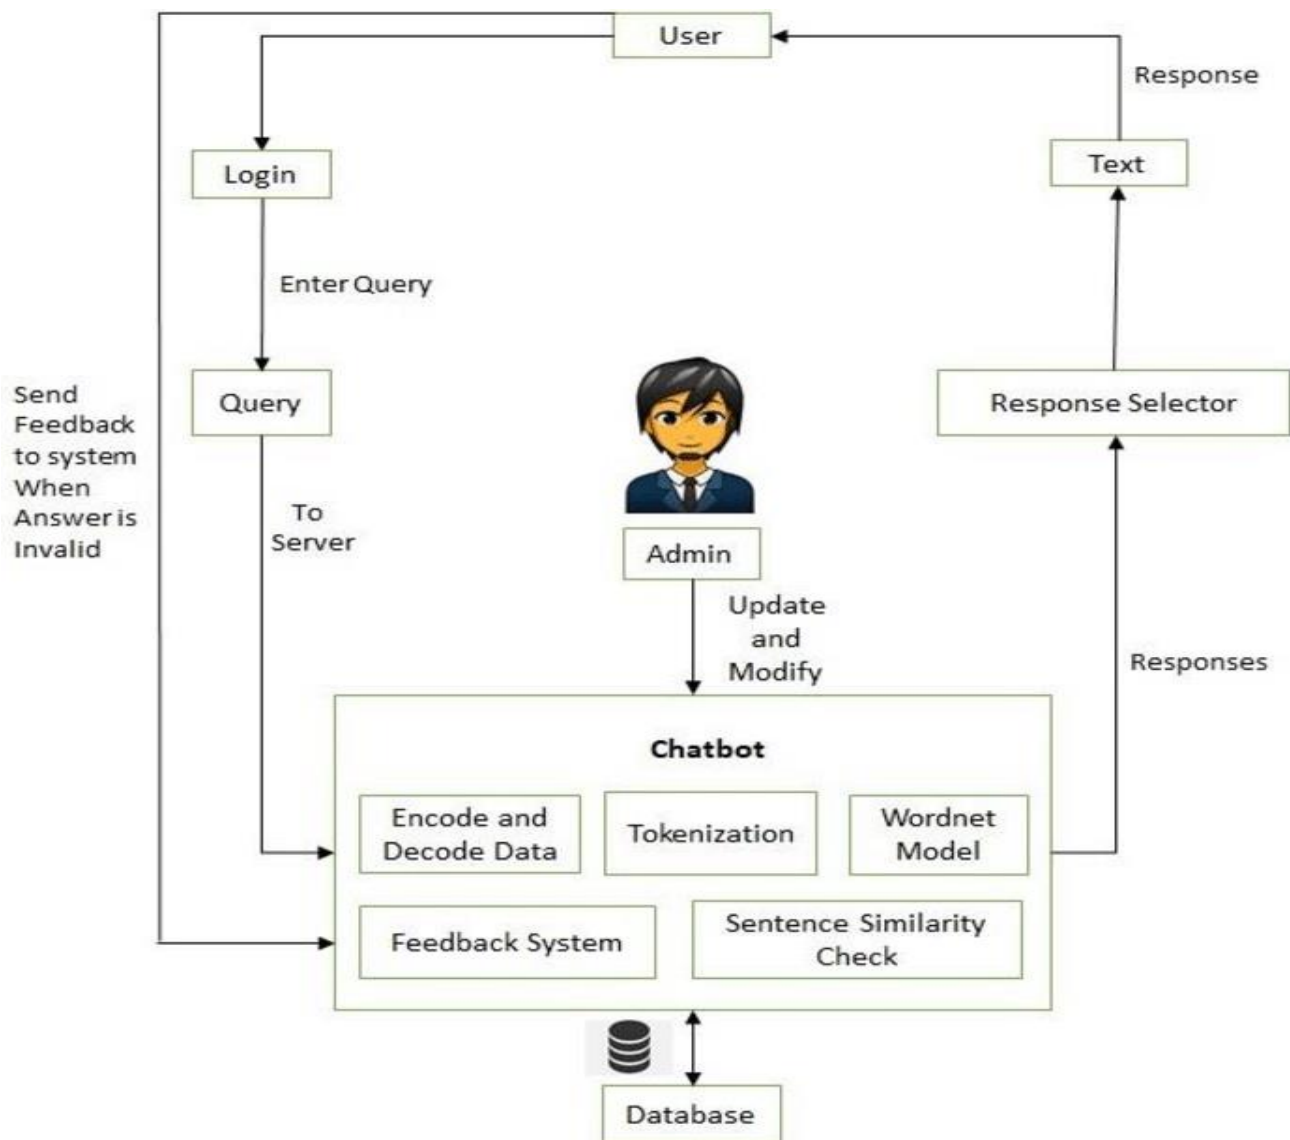 User
Response
Login
Text
Enter Query
Send
Feedback
to system
When
Answer is
Invalid
Query
Response Selector
To
Server
Admin
Update
and
Modify
Responses
Chatbot
Encode and
Decode Data
Tokenization
Wordnet
Model
Feedback System
Sentence Similarity
Check
Database